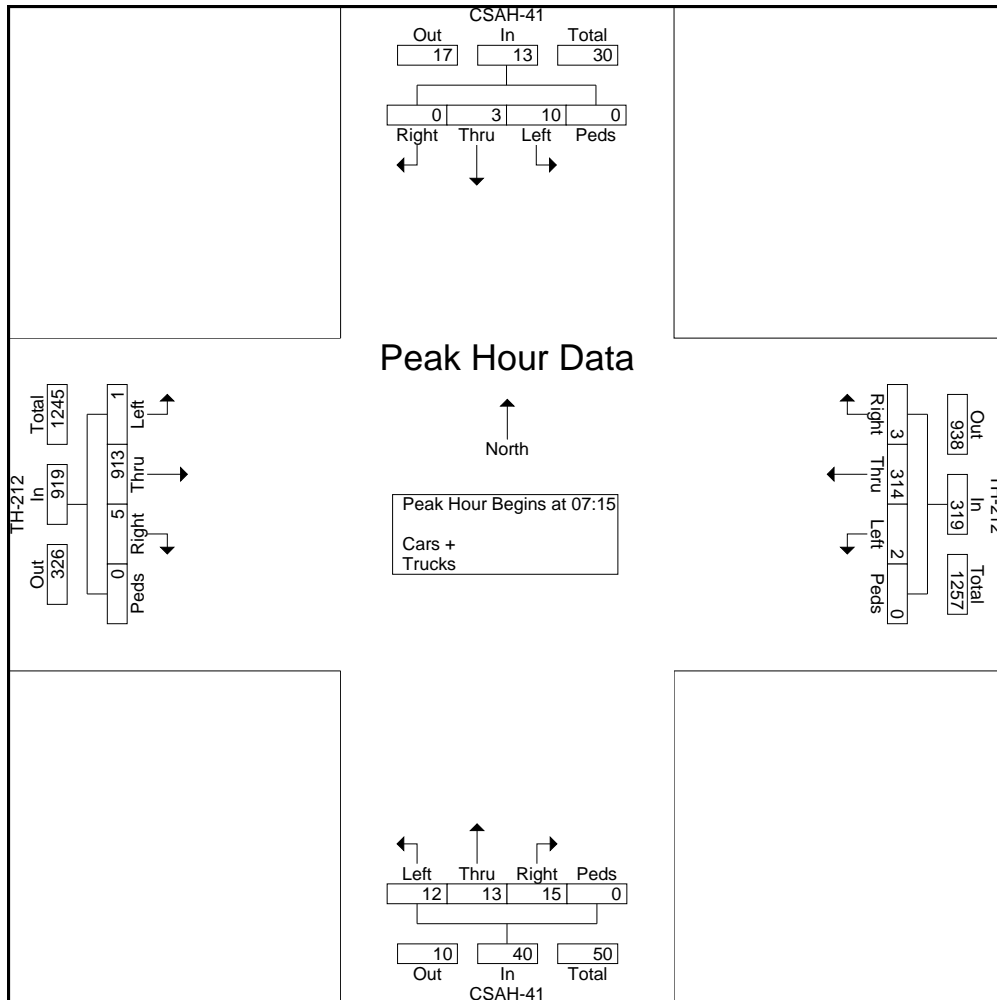 CSAH-41
Out In Total
17 13 30
0 3 10 0
Right Thru Left Peds
Peak Hour Data
North
Peak Hour Begins at 07:15
Cars +
Trucks
TH-212
Total In Out
1245 919 326
1 913 5 0
Left Thru Right Peds
Right Thru Left Peds
3 314 2 0
Out In Total
938 319 1257
TH-212
Left Thru Right Peds
12 13 15 0
10 40 50
Out In Total
CSAH-41